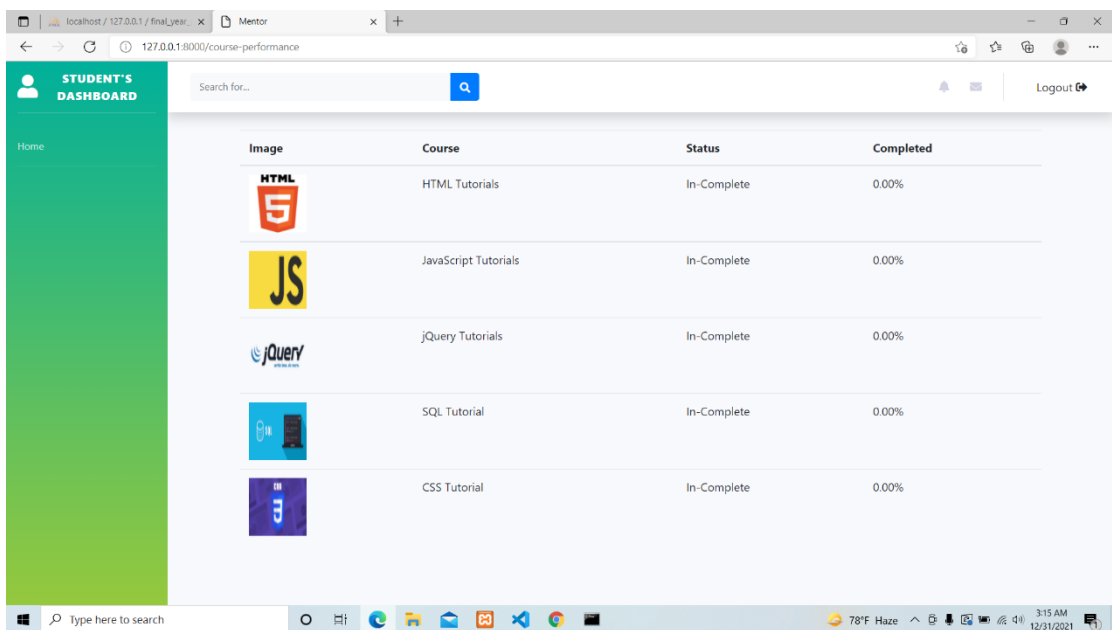 localhost / 127.0.0.1 / final_year_
Mentor
127.0.0.1:8000/course-performance
STUDENT'S
DASHBOARD
Search for...
Logout
Home
Image Course Status Completed
HTML
5
HTML Tutorials In-Complete 0.00%
JS
JavaScript Tutorials In-Complete 0.00%
jQuery
jQuery Tutorials In-Complete 0.00%
SQL Tutorial In-Complete 0.00%
CSS
3
CSS Tutorial In-Complete 0.00%
Type here to search
78°F Haze
3:15 AM
12/31/2021